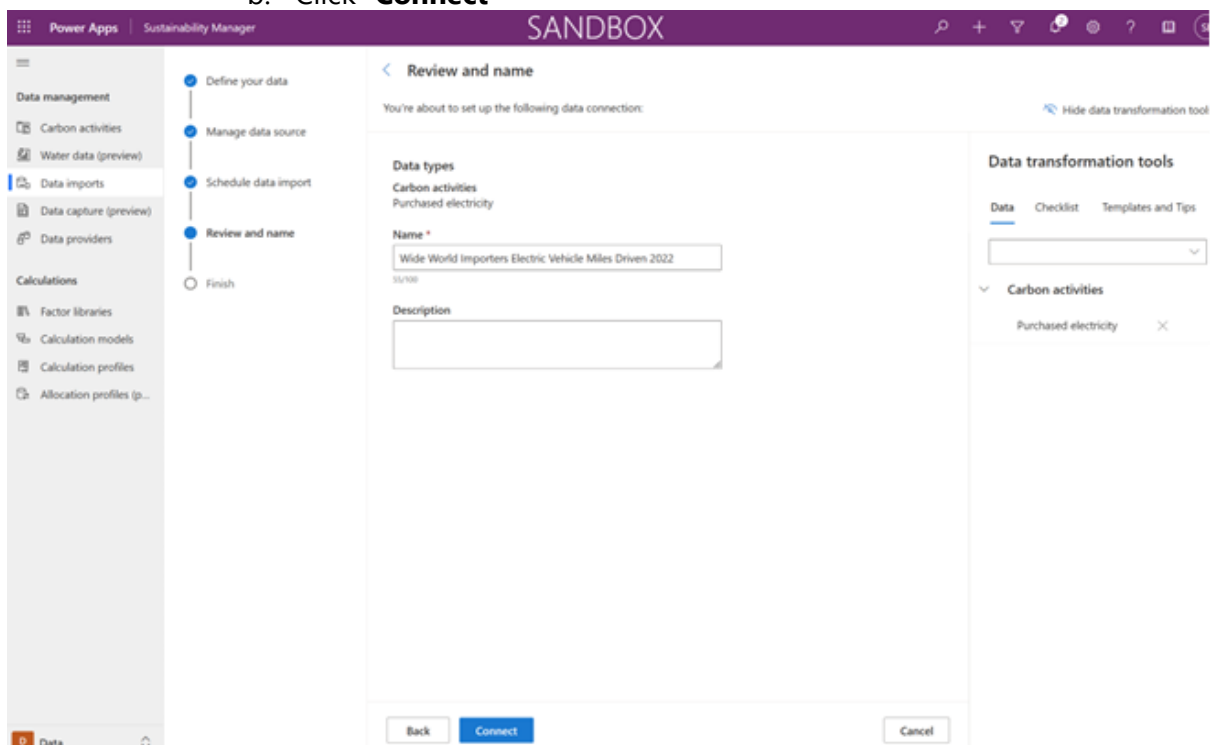 b. Click "Connect"
Power Apps Sustainability Manager SANDBOX ?
Data management
Carbon activities
Water data (preview)
Data imports
Data capture (preview)
Data providers
Calculations
Factor libraries
Calculation models
Calculation profiles
Allocation profiles (p...
D Data
Define your data
Manage data source
Schedule data import
Review and name
Finish
Review and name
You're about to set up the following data connection:
Hide data transformation tool
Data types
Carbon activities
Purchased electricity
Name *
Wide World Importers Electric Vehicle Miles Driven 2022
55/100
Description
Back Connect Cancel
Data transformation tools
Data Checklist Templates and Tips
Carbon activities
Purchased electricity